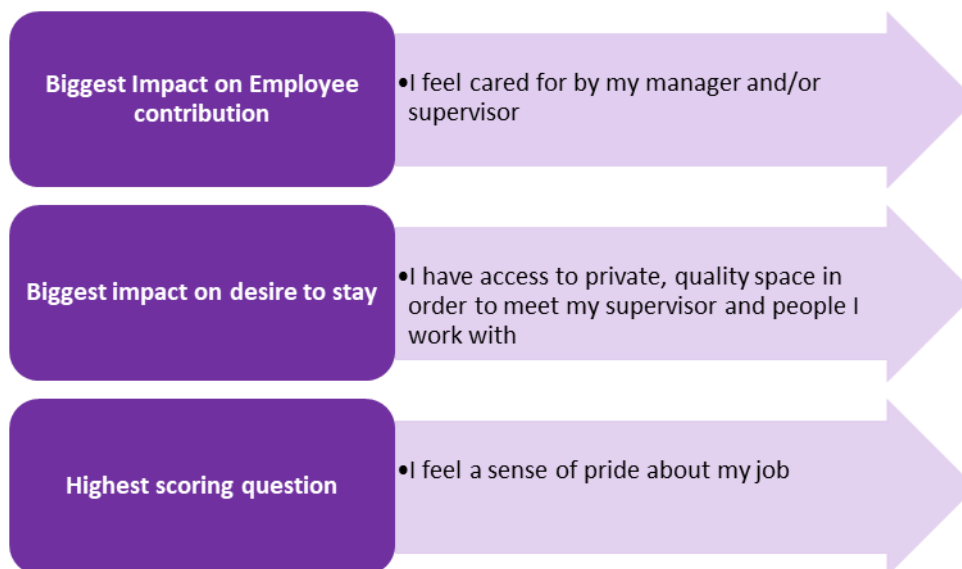 Biggest Impact on Employee
contribution
•I feel cared for by my manager and/or
supervisor
Biggest impact on desire to stay
•I have access to private, quality space in
order to meet my supervisor and people I
work with
Highest scoring question
•I feel a sense of pride about my job